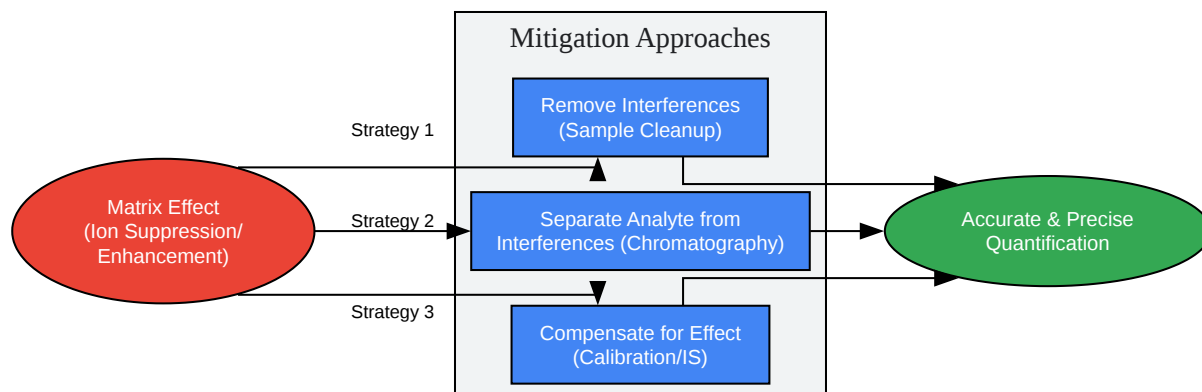 Mitigation Approaches
Remove Interferences
(Sample Cleanup)
Strategy 1
Matrix Effect
(Ion Suppression/
Enhancement)
Strategy 2
Separate Analyte from
Interferences (Chromatography)
Accurate & Precise
Quantification
Strategy 3
Compensate for Effect
(Calibration/IS)